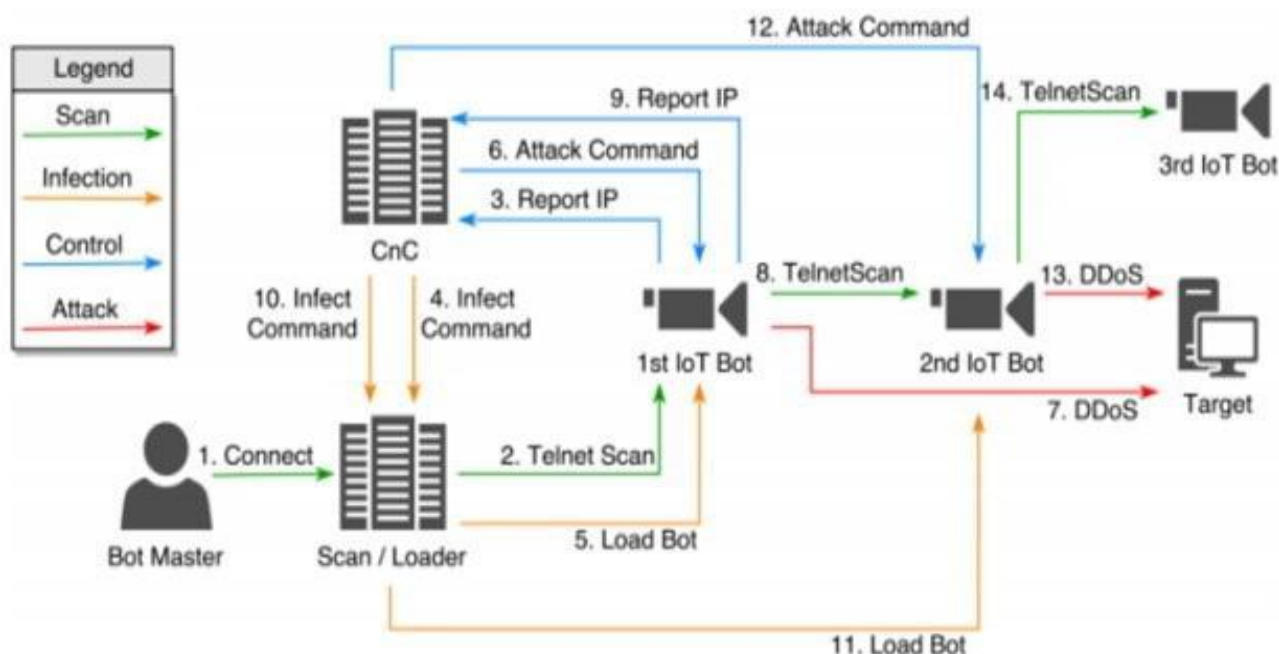 12. Attack Command
Legend
Scan
Infection
Control
Attack
9. Report IP
14. TelnetScan
6. Attack Command
3rd IoT Bot
3. Report IP
CnC
8. TelnetScan
13. DDoS
10. Infect
Command
4. Infect
Command
1st IoT Bot
2nd IoT Bot
7. DDoS
Target
1. Connect
2. Telnet Scan
5. Load Bot
Bot Master
Scan / Loader
11. Load Bot